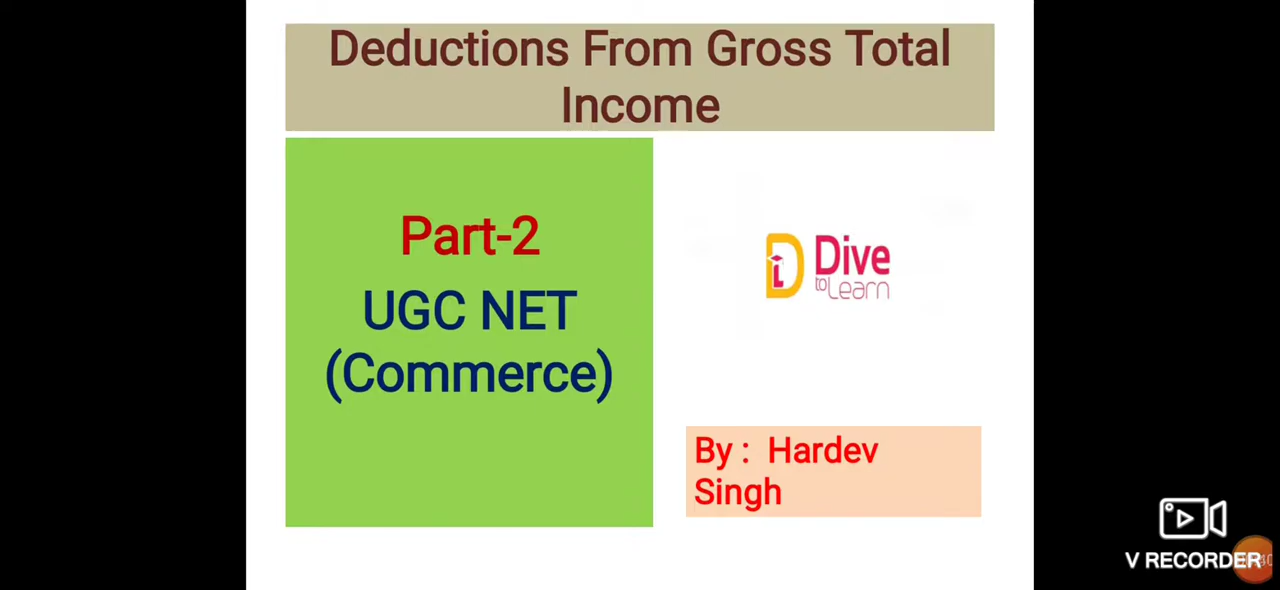 Deductions From Gross Total
Income
Part-2
UGC NET
(Commerce)
Dive
to Learn
By : Hardev
Singh
V RECORDER